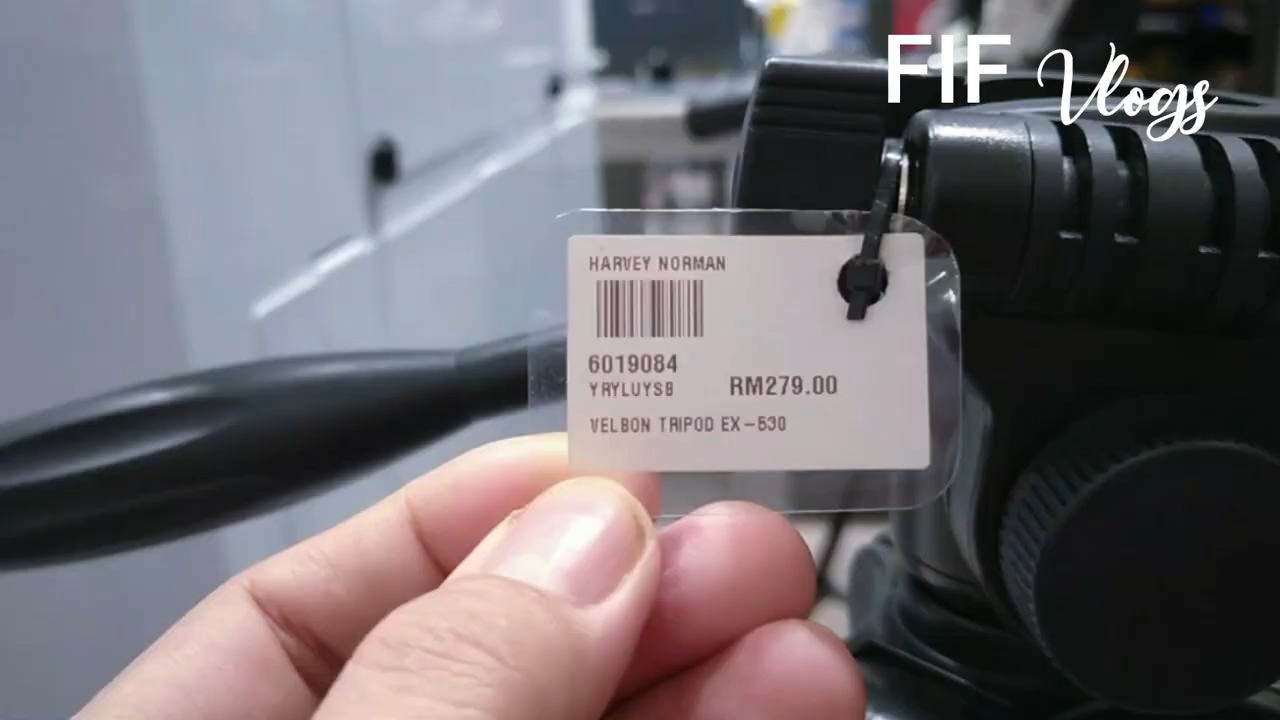 FIF Vlogs
HARVEY NORMAN
6019084
YRYLUYSB RM279.00
VELBON TRIPOD EX-530